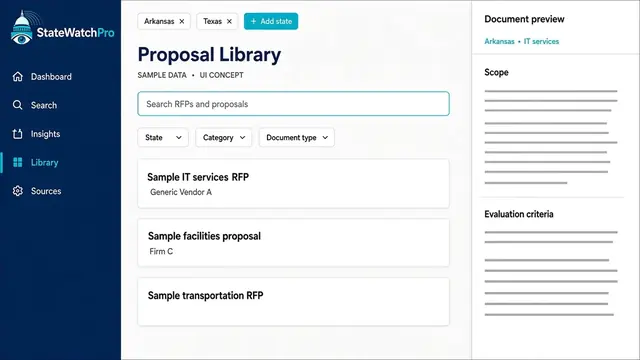 StateWatchPro
Dashboard
Search
Insights
Library
Sources
Arkansas ×
Texas ×
+ Add state
Proposal Library
SAMPLE DATA • UI CONCEPT
Search RFPs and proposals
State
Category
Document type
Sample IT services RFP
Generic Vendor A
Sample facilities proposal
Firm C
Sample transportation RFP
Document preview
Arkansas • IT services
Scope
Evaluation criteria